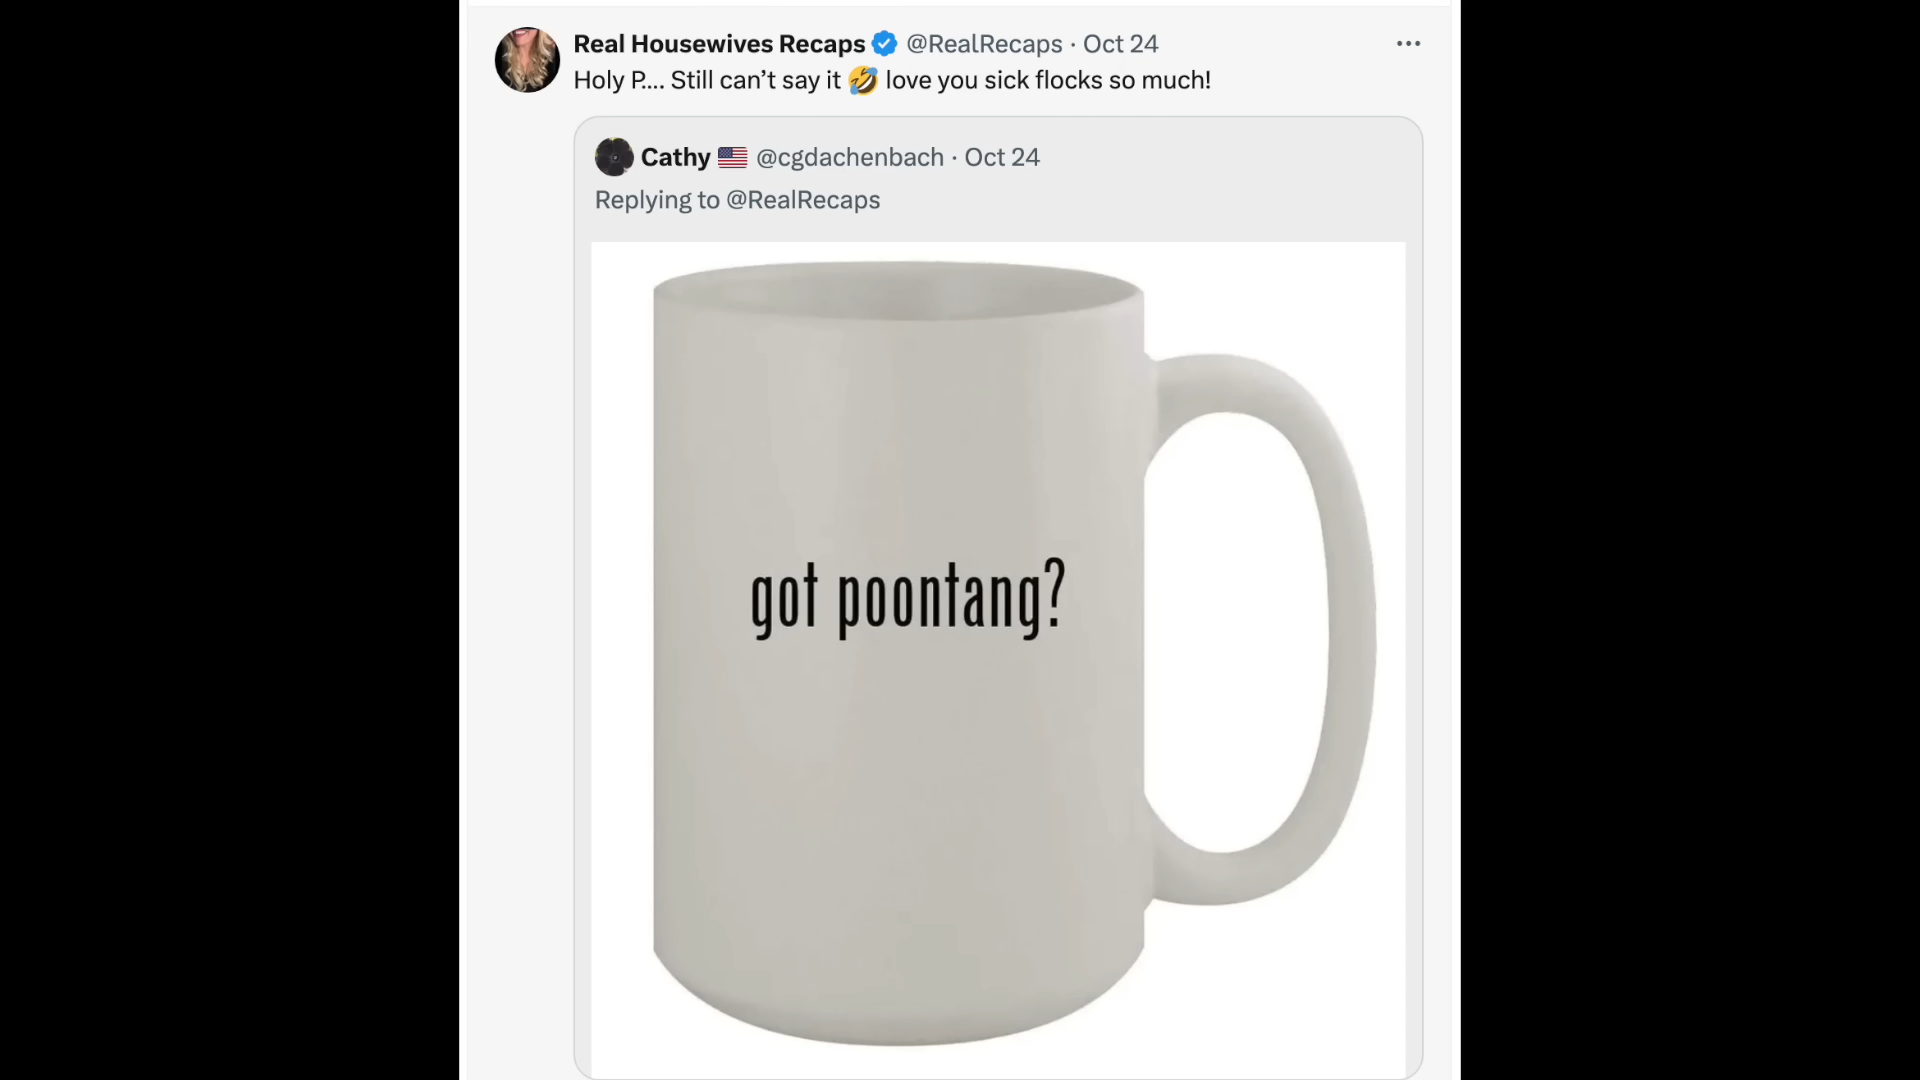 Real Housewives Recaps @RealRecaps · Oct 24
Holy P.... Still can’t say it 🤣 love you sick flocks so much!
Cathy 🇺🇸 @cgdachenbach · Oct 24
Replying to @RealRecaps
got poontang?